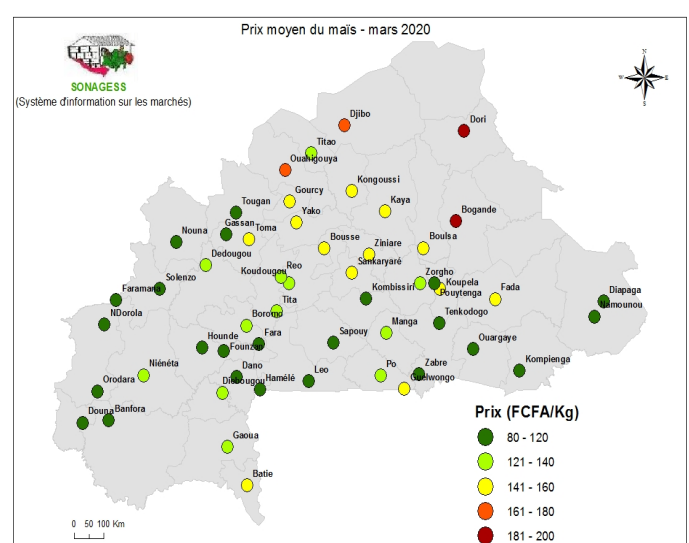 Prix moyen du maïs - mars 2020
SONAGESS
(Système d'information sur les marchés)
N
W
E
S
Djibo
Dori
Titao
Ouahigouya
Kongoussi
Gourcy
Kaya
Tougan
Yako
Bogande
Gassan
Toma
Nouna
Bousse
Boulsa
Ziniare
Dedougou
Sankaryaré
Koudougou
Reo
Zorgho
Koupela
Pouytenga
Solenzo
Faramana
Kombissiri
Fada
Diapaga
Namounou
Tita
NDorola
Boromo
Manga
Tenkodogo
Hounde
Fara
Founzan
Sapouy
Ouargaye
Niénéta
Dano
Leo
Po
Zabre
Kompienga
Orodara
Diébougou
Hamélé
Guelwongo
Douna
Banfora
Gaoua
Batie
Prix (FCFA/Kg)
80 - 120
121 - 140
141 - 160
161 - 180
181 - 200
0 50 100 Km